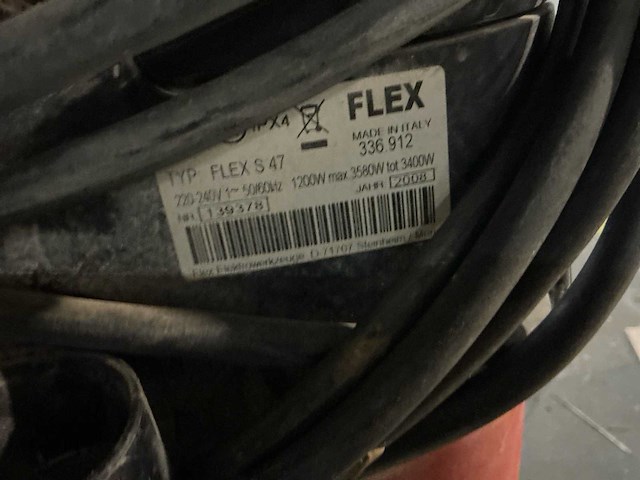 IPX4 FLEX
MADE IN ITALY
336.912
TYP FLEX S 47
220-240V 1~ 50/60Hz 1200W max.3580W tot 3400W
NR. 139378 JAHR 2008
Flex Elektrowerkzeuge D-71707 Steinheim